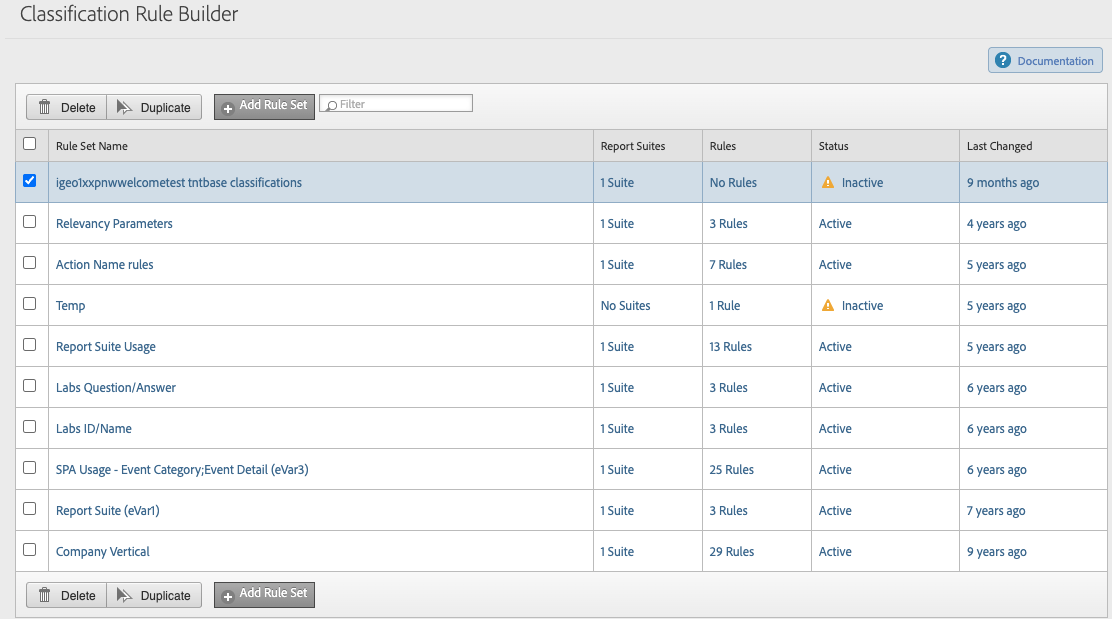 Classification Rule Builder
? Documentation
Delete Duplicate + Add Rule Set Filter
Rule Set Name Report Suites Rules Status Last Changed
igeo1xxpnwwelcometest tntbase classifications 1 Suite No Rules Inactive 9 months ago
Relevancy Parameters 1 Suite 3 Rules Active 4 years ago
Action Name rules 1 Suite 7 Rules Active 5 years ago
Temp No Suites 1 Rule Inactive 5 years ago
Report Suite Usage 1 Suite 13 Rules Active 5 years ago
Labs Question/Answer 1 Suite 3 Rules Active 6 years ago
Labs ID/Name 1 Suite 3 Rules Active 6 years ago
SPA Usage - Event Category;Event Detail (eVar3) 1 Suite 25 Rules Active 6 years ago
Report Suite (eVar1) 1 Suite 3 Rules Active 7 years ago
Company Vertical 1 Suite 29 Rules Active 9 years ago
Delete Duplicate + Add Rule Set